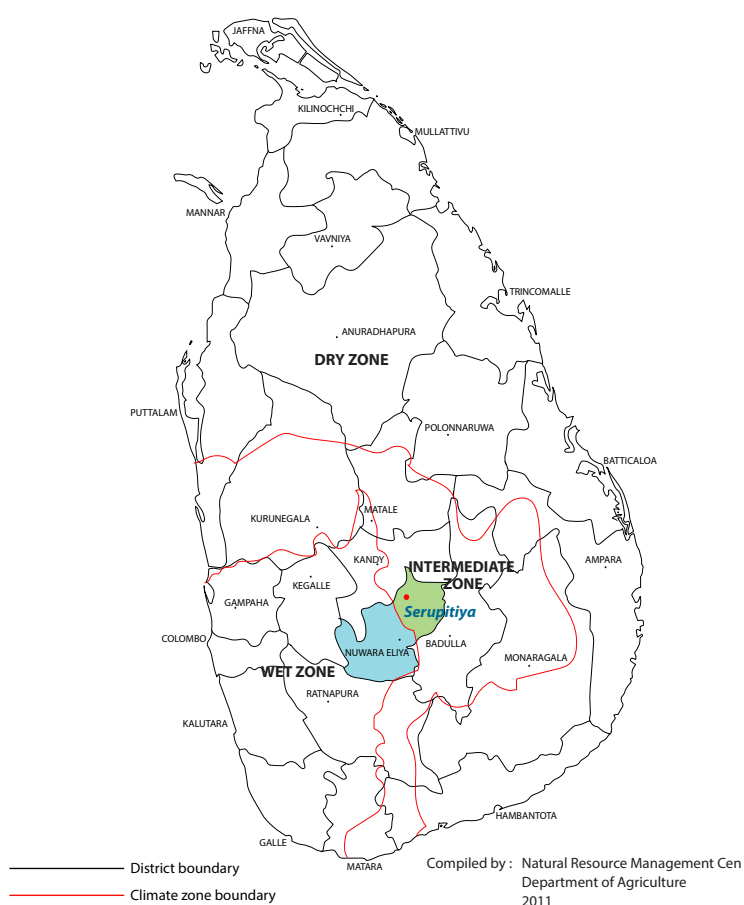 JAFFNA
KILINOCHCHI
MULLATTIVU
MANNAR
VAVNIYA
TRINCOMALLE
ANURADHAPURA
DRY ZONE
PUTTALAM
POLONNARUWA
BATTICALOA
MATALE
KURUNEGALA
KANDY
INTERMEDIATE
ZONE
AMPARA
KEGALLE
GAMPAHA
Serupitiya
COLOMBO
BADULLA
NUWARA ELIYA
MONARAGALA
WET ZONE
RATNAPURA
KALUTARA
HAMBANTOTA
GALLE
MATARA
District boundary
Climate zone boundary
Compiled by : Natural Resource Management Cen
Department of Agriculture
2011